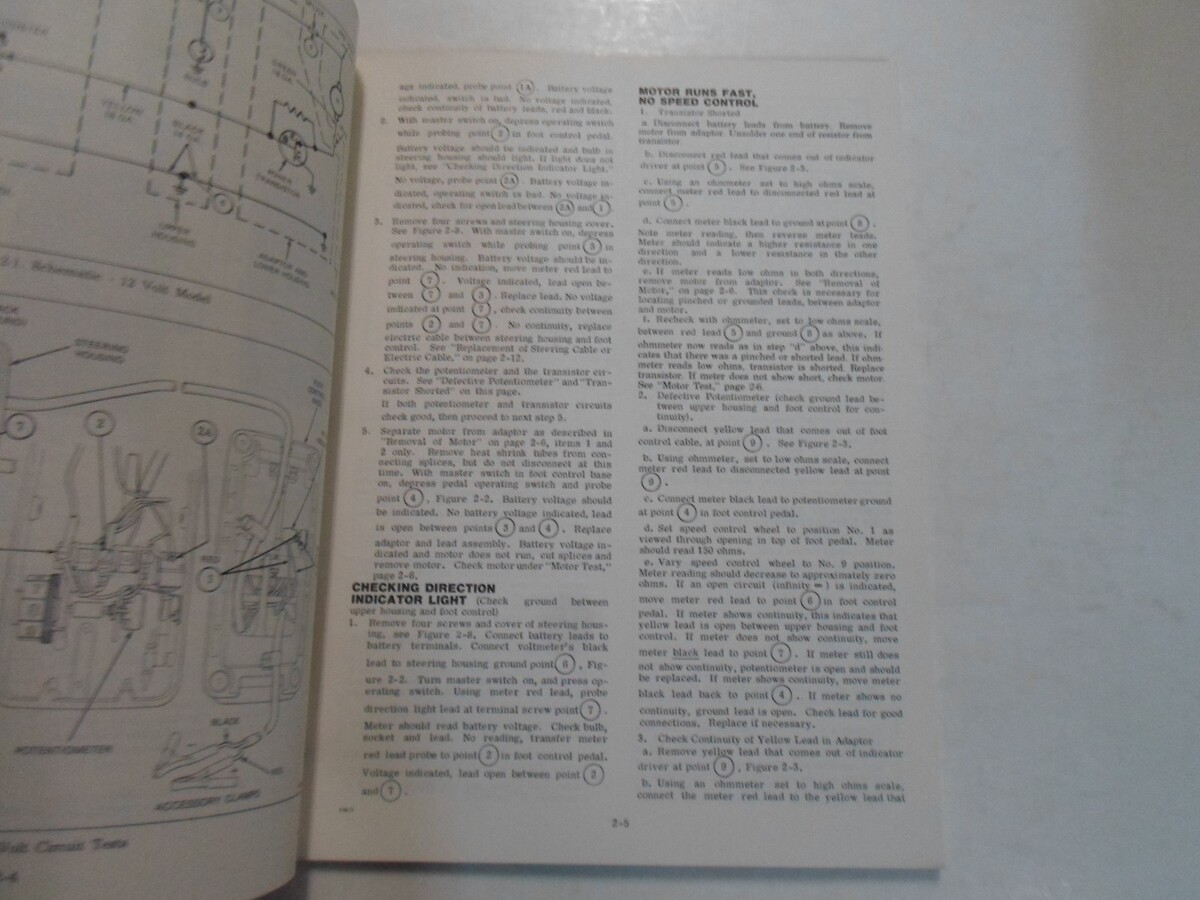 YELLOW
18 GA.
BLACK
18 GA.
GREEN
18 GA.
POWER
TRANSISTOR
UPPER
HOUSING
ADAPTOR AND
LOWER HOUSING
2-1. Schematic - 12 Volt Model
STEERING
HOUSING
7
2
2A
RED
POTENTIOMETER
BLACK
RED
ACCESSORY CLAMPS
Volt Circuit Tests
age indicated, probe point 1A. Battery voltage
indicated, switch is bad. No voltage indicated,
check continuity of battery leads, red and black.
2. With master switch on, depress operating switch
while probing point 2 in foot control pedal.
Battery voltage should be indicated and bulb in
steering housing should light. If light does not
light, see "Checking Direction Indicator Light."
No voltage, probe point 2A. Battery voltage in-
dicated, operating switch is bad. No voltage in-
dicated, check for open lead between 2A and 1.
3. Remove four screws and steering housing cover.
See Figure 2-8. With master switch on, depress
operating switch while probing point 3 in
steering housing. Battery voltage should be in-
dicated. No indication, move meter red lead to
point 7. Voltage indicated, lead open be-
tween 7 and 3. Replace lead. No voltage
indicated at point 7, check continuity between
points 2 and 7. No continuity, replace
electric cable between steering housing and foot
control. See "Replacement of Steering Cable or
Electric Cable," on page 2-12.
4. Check the potentiometer and the transistor cir-
cuits. See "Defective Potentiometer" and "Tran-
sistor Shorted" on this page.
If both potentiometer and transistor circuits
check good, then proceed to next step 5.
5. Separate motor from adaptor as described in
"Removal of Motor" on page 2-6, items 1 and
2 only. Remove heat shrink tubes from con-
necting splices, but do not disconnect at this
time. With master switch in foot control base
on, depress pedal operating switch and probe
point 4, Figure 2-2. Battery voltage should
be indicated. No battery voltage indicated, lead
is open between points 3 and 4. Replace
adaptor and lead assembly. Battery voltage in-
dicated and motor does not run, cut splices and
remove motor. Check motor under "Motor Test,"
page 2-6.
CHECKING DIRECTION
INDICATOR LIGHT (Check ground between
upper housing and foot control)
1. Remove four screws and cover of steering hous-
ing, see Figure 2-8. Connect battery leads to
battery terminals. Connect voltmeter's black
lead to steering housing ground point 6, Fig-
ure 2-2. Turn master switch on, and press op-
erating switch. Using meter red lead, probe
direction light lead at terminal screw point 7.
Meter should read battery voltage. Check bulb,
socket and lead. No reading, transfer meter
red lead probe to point 2 in foot control pedal.
Voltage indicated, lead open between point 2
and 7.
MOTOR RUNS FAST,
NO SPEED CONTROL
1. Transistor Shorted
a. Disconnect battery leads from battery. Remove
motor from adaptor. Unsolder one end of resistor from
transistor.
b. Disconnect red lead that comes out of indicator
driver at point 5. See Figure 2-3.
c. Using an ohmmeter set to high ohms scale,
connect meter red lead to disconnected red lead at
point 5.
d. Connect meter black lead to ground at point 8.
Note meter reading, then reverse meter leads.
Meter should indicate a higher resistance in one
direction and a lower resistance in the other
direction.
e. If meter reads low ohms in both directions,
remove motor from adaptor. See "Removal of
Motor," on page 2-6. This check is necessary for
locating pinched or grounded leads, between adaptor
and motor.
f. Recheck with ohmmeter, set to low ohms scale,
between red lead 5 and ground 8 as above. If
ohmmeter now reads as in step "d" above, this indi-
cates that there was a pinched or shorted lead. If ohm-
meter reads low ohms, transistor is shorted. Replace
transistor. If meter does not show short, check motor.
See "Motor Test," page 2-6.
2. Defective Potentiometer (check ground lead be-
tween upper housing and foot control for con-
tinuity).
a. Disconnect yellow lead that comes out of foot
control cable, at point 9. See Figure 2-3.
b. Using ohmmeter, set to low ohms scale, connect
meter red lead to disconnected yellow lead at point
9.
c. Connect meter black lead to potentiometer ground
at point 4 in foot control pedal.
d. Set speed control wheel to position No. 1 as
viewed through opening in top of foot pedal. Meter
should read 150 ohms.
e. Vary speed control wheel to No. 9 position.
Meter reading should decrease to approximately zero
ohms. If an open circuit (infinity ∞) is indicated,
move meter red lead to point 6 in foot control
pedal. If meter shows continuity, this indicates that
yellow lead is open between upper housing and foot
control. If meter does not show continuity, move
meter black lead to point 7. If meter still does
not show continuity, potentiometer is open and should
be replaced. If meter shows continuity, move meter
black lead back to point 4. If meter shows no
continuity, ground lead is open. Check lead for good
connections. Replace if necessary.
3. Check Continuity of Yellow Lead in Adaptor
a. Remove yellow lead that comes out of indicator
driver at point 9, Figure 2-3.
b. Using an ohmmeter set to high ohms scale,
connect the meter red lead to the yellow lead that
2-5